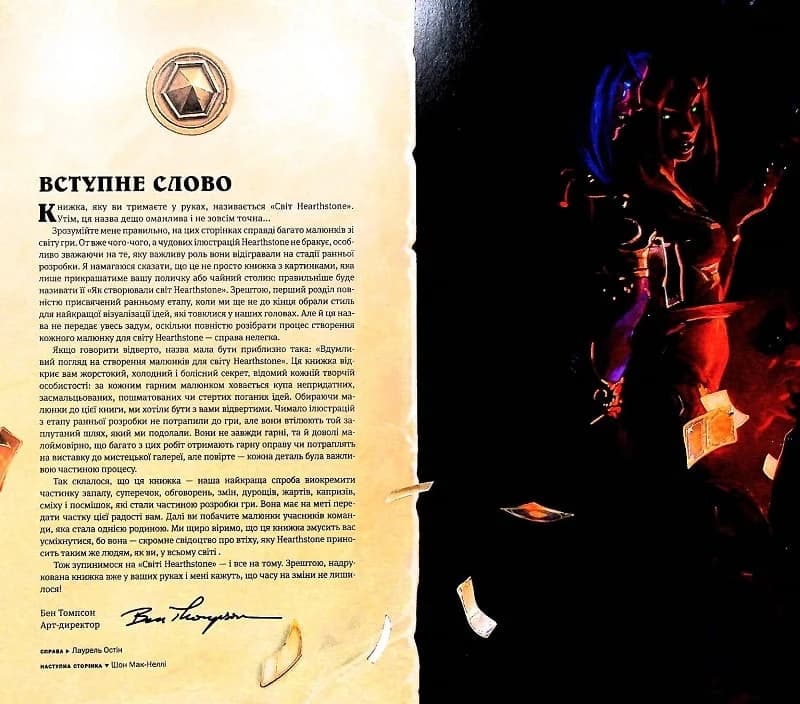 ВСТУПНЕ СЛОВО
Книжка, яку ви тримаєте у руках, називається «Світ Hearthstone».
Утім, ця назва дещо оманлива і не зовсім точна...
Зрозумійте мене правильно, на цих сторінках справді багато малюнків зі
світу гри. От вже чого-чого, а чудових ілюстрацій Hearthstone не бракує, особ-
ливо зважаючи на те, яку важливу роль вони відігравали на стадії ранньої
розробки. Я намагаюся сказати, що це не просто книжка з картинками, яка
лише прикрашатиме вашу поличку або чайний столик: правильніше буде
називати її «Як створювали світ Hearthstone». Зрештою, перший розділ пов-
ністю присвячений ранньому етапу, коли ми ще не до кінця обрали стиль
для найкращої візуалізації ідей, які товклися у наших головах. Але й ця наз-
ва не передає увесь задум, оскільки повністю розібрати процес створення
кожного малюнку для світу Hearthstone — справа нелегка.
Якщо говорити відверто, назва мала бути приблизно така: «Вдумли-
вий погляд на створення малюнків для світу Hearthstone». Ця книжка від-
криє вам жорстокий, холодний і болісний секрет, відомий кожній творчій
особистості: за кожним гарним малюнком ховається купа непридатних,
засмальцьованих, пошматованих чи стертих поганих ідей. Обираючи ма-
люнки до цієї книги, ми хотіли бути з вами відвертими. Чимало ілюстрацій
з етапу ранньої розробки не потрапили до гри, але вони втілюють той за-
плутаний шлях, який ми подолали. Вони не завжди гарні, та й доволі ма-
лоймовірно, що багато з цих робіт отримають гарну оправу чи потраплять
на виставку до мистецької галереї, але повірте — кожна деталь була важли-
вою частиною процесу.
Так склалося, що ця книжка — наша найкраща спроба виокремити
частинку запалу, суперечок, обговорень, змін, дурощів, жартів, капризів,
сміху і посмішок, які стали частиною розробки гри. Вона має на меті пере-
дати частку цієї радості вам. Далі ви побачите малюнки учасників коман-
ди, яка стала однією родиною. Ми щиро віримо, що ця книжка змусить вас
усміхнутися, бо вона — скромне свідоцтво про втіху, яку Hearthstone прино-
сить таким же людям, як ви, у всьому світі .
Тож зупинимося на «Світі Hearthstone» — і все на тому. Зрештою, надру-
кована книжка вже у ваших руках і мені кажуть, що часу на зміни не лиши-
лося!
Бен Томпсон
Арт-директор
Ben Thompson
СПРАВА ▸ Лаурель Остін
НАСТУПНА СТОРІНКА ▾ Шон Мак-Неллі